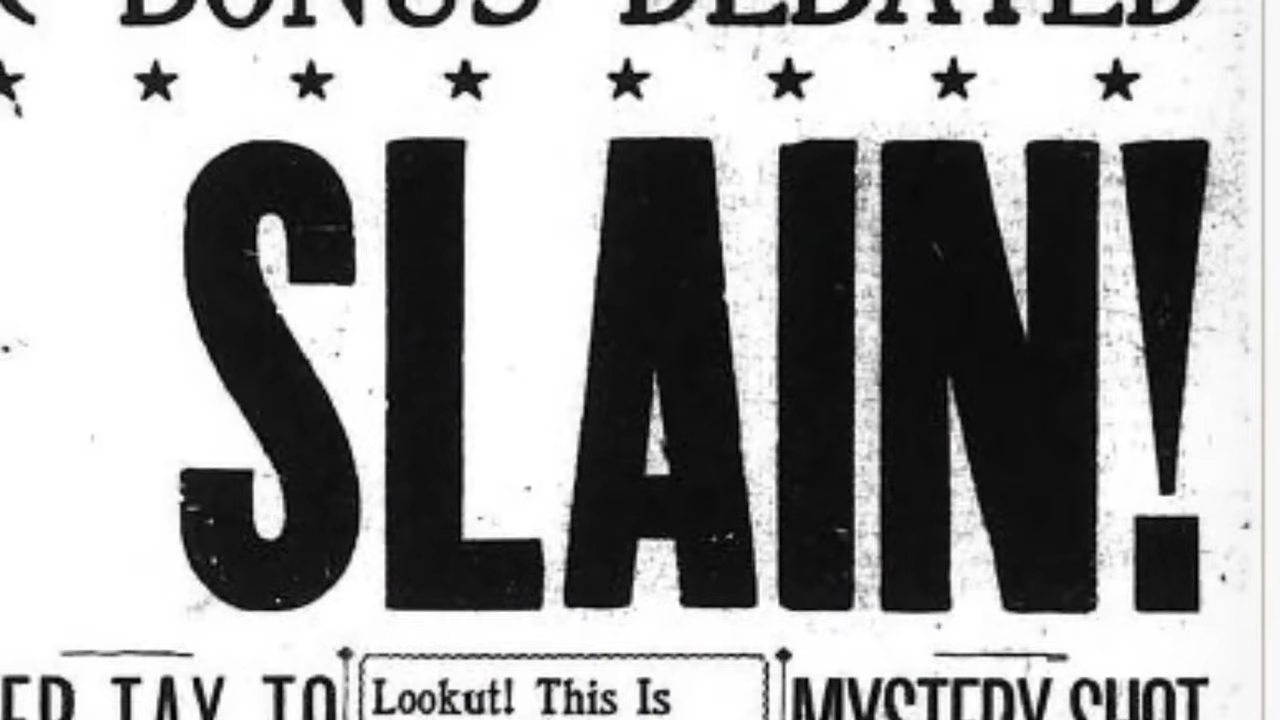 BONUS DEBATED
SLAIN!
ER TAX TO
Lookut! This Is
MYSTERY SHOT